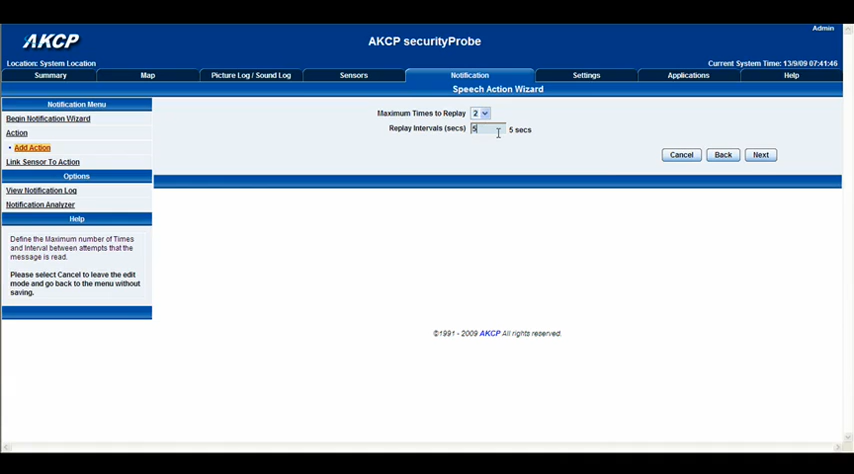 Admin
AKCP
AKCP securityProbe
Location: System Location
Current System Time: 13/9/09 07:41:46
Summary
Map
Picture Log / Sound Log
Sensors
Notification
Settings
Applications
Help
Speech Action Wizard
Notification Menu
Begin Notification Wizard
Action
• Add Action
Link Sensor To Action
Options
View Notification Log
Notification Analyzer
Help
Define the Maximum number of Times
and Interval between attempts that the
message is read.
Please select Cancel to leave the edit
mode and go back to the menu without
saving.
Maximum Times to Replay 2
Replay Intervals (secs) 5 5 secs
Cancel
Back
Next
©1991 - 2009 AKCP All rights reserved.